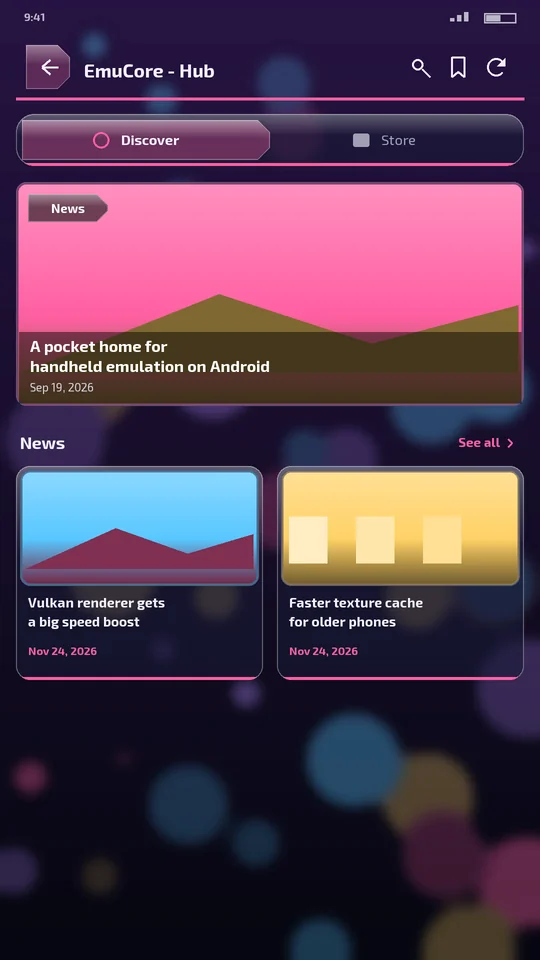 9:41
EmuCore - Hub
Discover
Store
News
A pocket home for
handheld emulation on Android
Sep 19, 2026
News
See all
Vulkan renderer gets
a big speed boost
Nov 24, 2026
Faster texture cache
for older phones
Nov 24, 2026